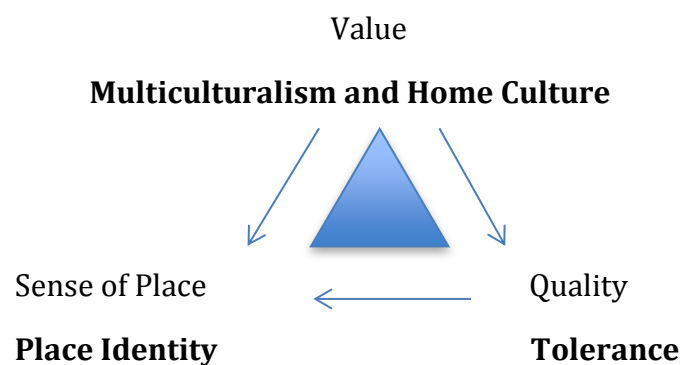 Value
Multiculturalism and Home Culture
Sense of Place
Quality
Place Identity
Tolerance